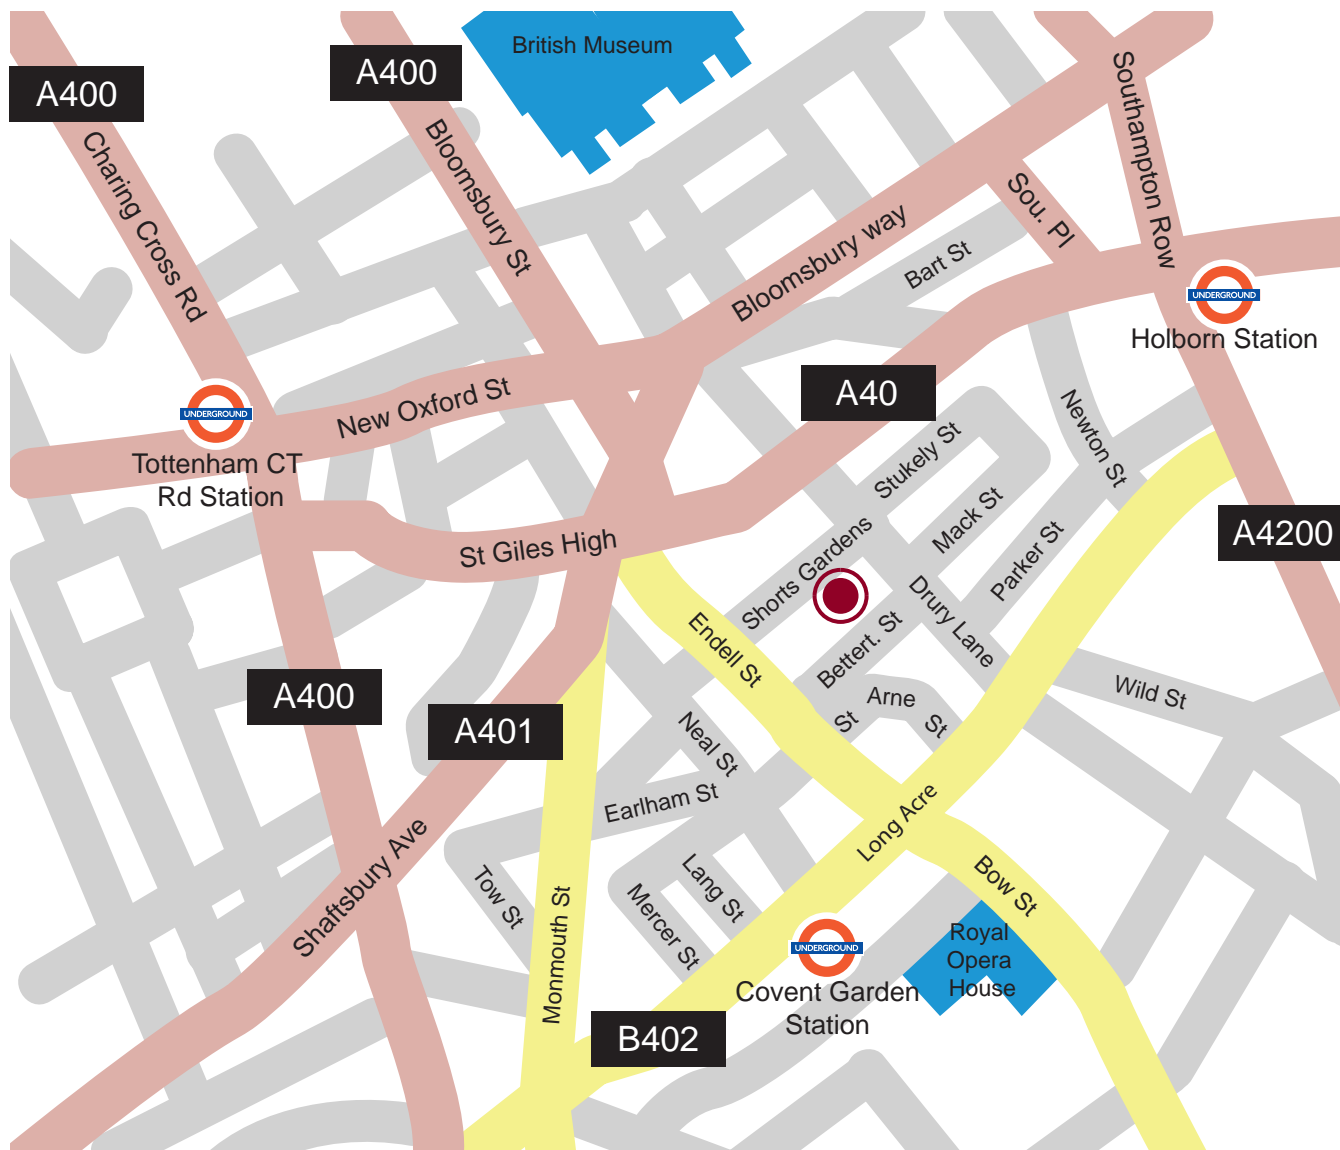 British Museum
A400
A400
Charing Cross Rd
Bloomsbury St
Southampton Row
Sou. Pl
Bloomsbury way
Bart St
UNDERGROUND
Holborn Station
A40
New Oxford St
UNDERGROUND
Tottenham CT
Rd Station
Newton St
Stukely St
Mack St
A4200
St Giles High
Shorts Gardens
Parker St
Drury Lane
Endell St
Bettert. St
Arne
St
St
Wild St
A400
A401
Neal St
Earlham St
Long Acre
Shaftsbury Ave
Tow St
Lang St
Mercer St
Monmouth St
Bow St
UNDERGROUND
Covent Garden
Station
Royal
Opera
House
B402